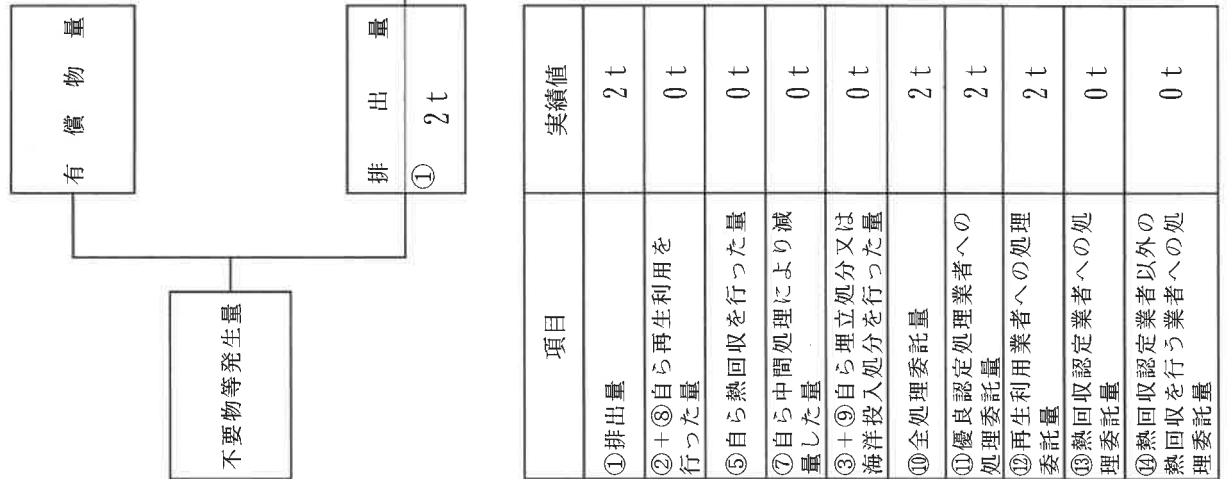 有償物量
排出量
① 2t
不要物等発生量
項目 実績値
①排出量 2t
②+⑧自ら再生利用を
行った量 0t
⑤自ら熱回収を行った量 0t
⑦自ら中間処理により減
量した量 0t
③+⑨自ら埋立処分又は
海洋投入処分を行った量 0t
⑩全処理委託量 2t
⑪優良認定処理業者への
処理委託量 2t
⑫再生利用業者への処理
委託量 2t
⑬熱回収認定業者への処
理委託量 0t
⑭熱回収認定業者以外の
熱回収を行う業者への処
理委託量 0t